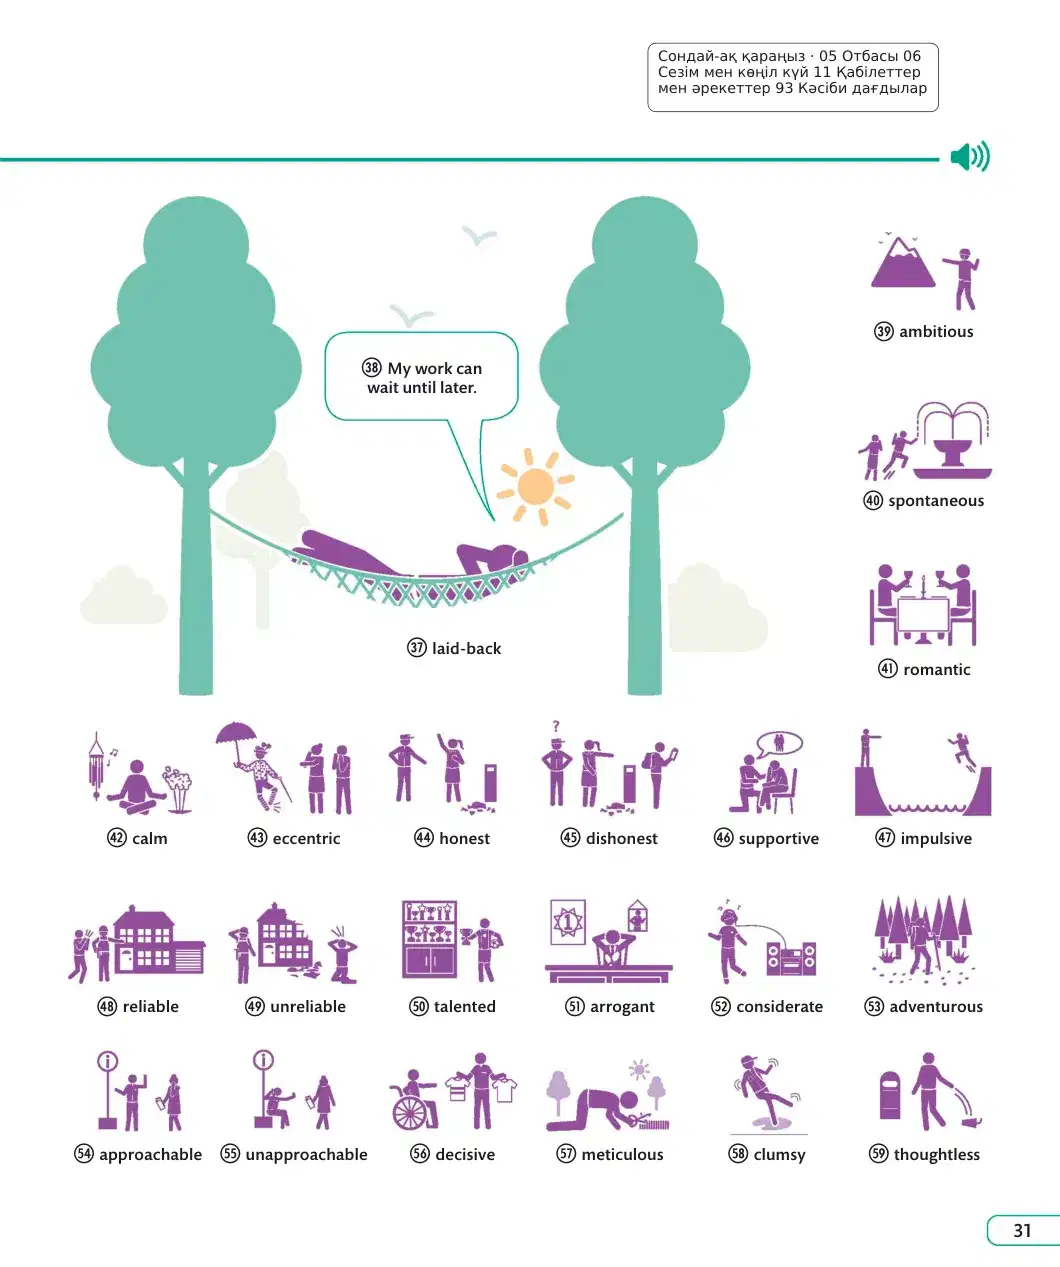 Сондай-ақ қараңыз · 05 Отбасы 06
Сезім мен көңіл күй 11 Қабілеттер
мен әрекеттер 93 Кәсіби дағдылар
㊳ My work can
wait until later.
㊴ ambitious
㊵ spontaneous
㊲ laid-back
㊶ romantic
?
㊷ calm
㊸ eccentric
㊹ honest
㊺ dishonest
㊻ supportive
㊼ impulsive
1
㊽ reliable
㊾ unreliable
㊿ talented
51 arrogant
52 considerate
53 adventurous
i
i
54 approachable
55 unapproachable
56 decisive
57 meticulous
58 clumsy
59 thoughtless
31